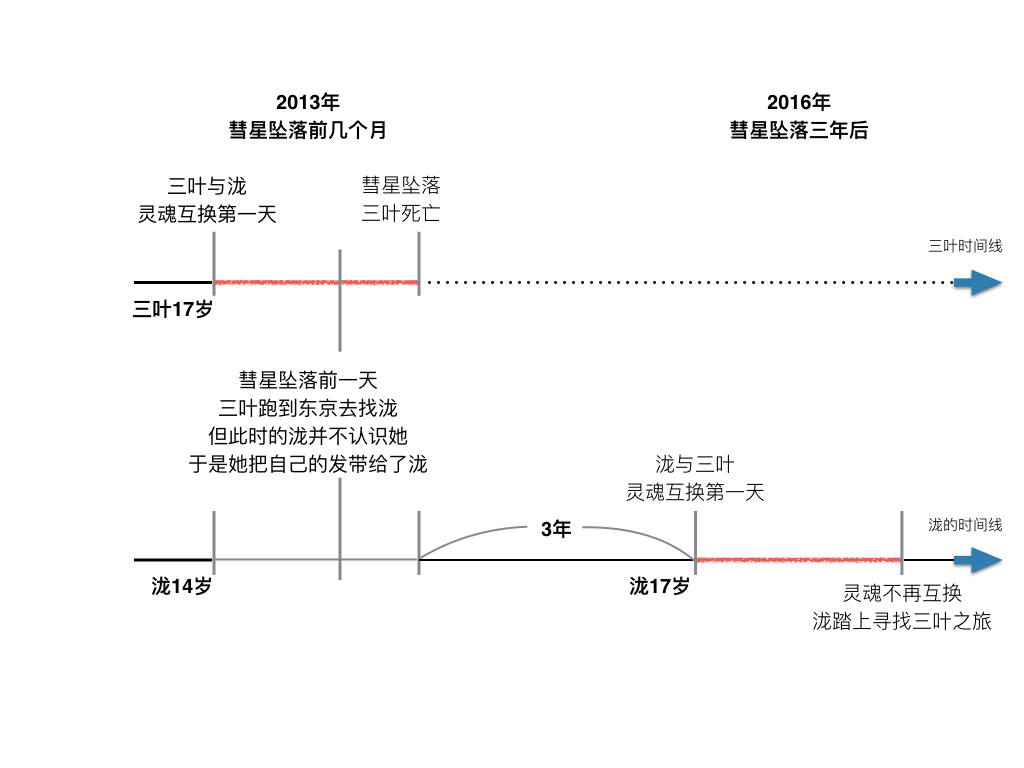 2013年
彗星坠落前几个月
2016年
彗星坠落三年后
三叶与泷
灵魂互换第一天
彗星坠落
三叶死亡
三叶时间线
三叶17岁
彗星坠落前一天
三叶跑到东京去找泷
但此时的泷并不认识她
于是她把自己的发带给了泷
泷与三叶
灵魂互换第一天
3年
泷的时间线
泷14岁
泷17岁
灵魂不再互换
泷踏上寻找三叶之旅